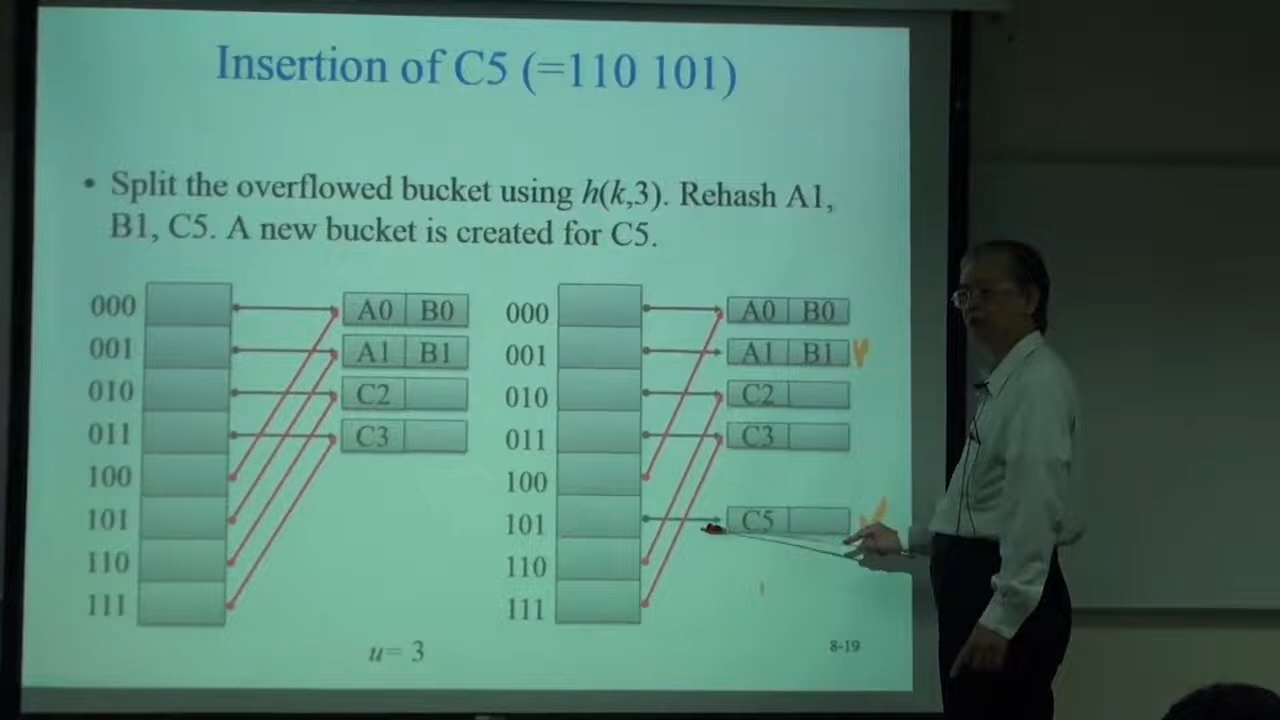 Insertion of C5 (=110 101)
• Split the overflowed bucket using h(k,3). Rehash A1,
B1, C5. A new bucket is created for C5.
000 A0 B0
001 A1 B1
010 C2
011 C3
100
101
110
111
000 A0 B0
001 A1 B1
010 C2
011 C3
100
101 C5
110
111
u= 3
8-19